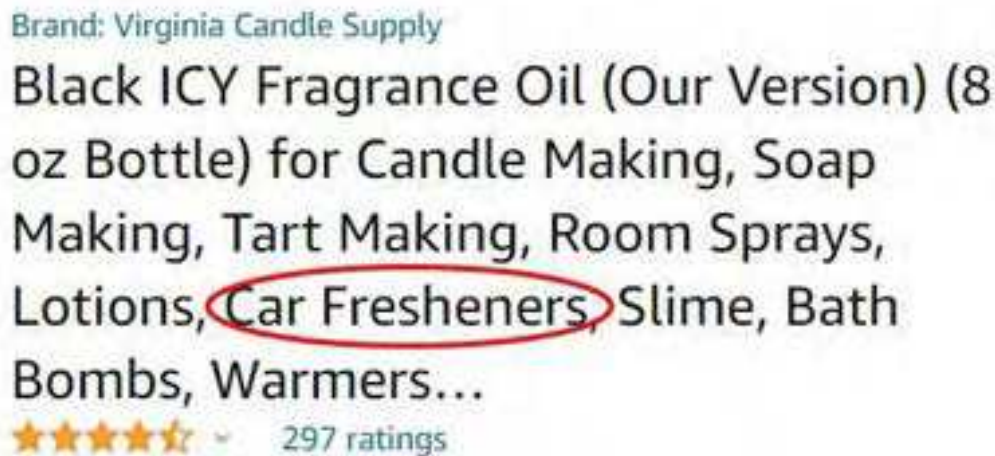 Brand: Virginia Candle Supply
Black ICY Fragrance Oil (Our Version) (8
oz Bottle) for Candle Making, Soap
Making, Tart Making, Room Sprays,
Lotions, Car Fresheners, Slime, Bath
Bombs, Warmers...
297 ratings